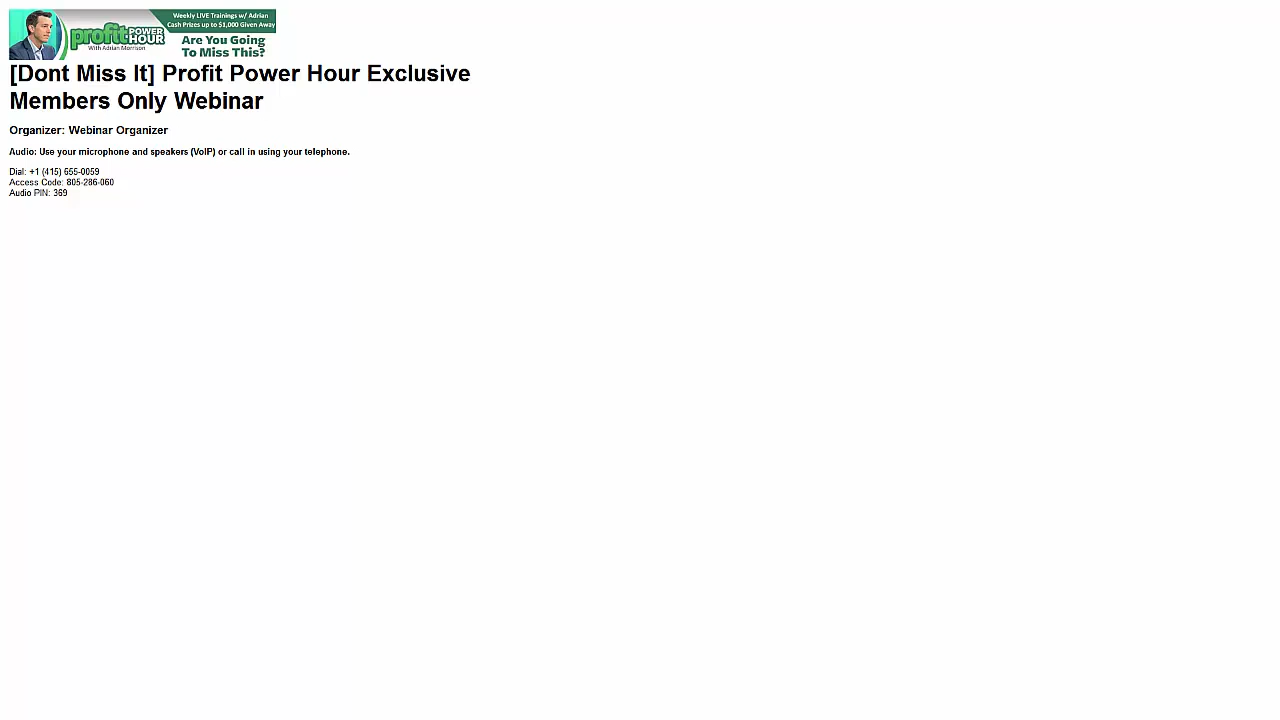 Weekly LIVE Trainings w/ Adrian
Cash Prizes up to $1,000 Given Away
profit POWER HOUR
With Adrian Morrison
Are You Going
To Miss This?
[Dont Miss It] Profit Power Hour Exclusive
Members Only Webinar
Organizer: Webinar Organizer
Audio: Use your microphone and speakers (VoIP) or call in using your telephone.
Dial: +1 (415) 655-0059
Access Code: 805-286-060
Audio PIN: 369